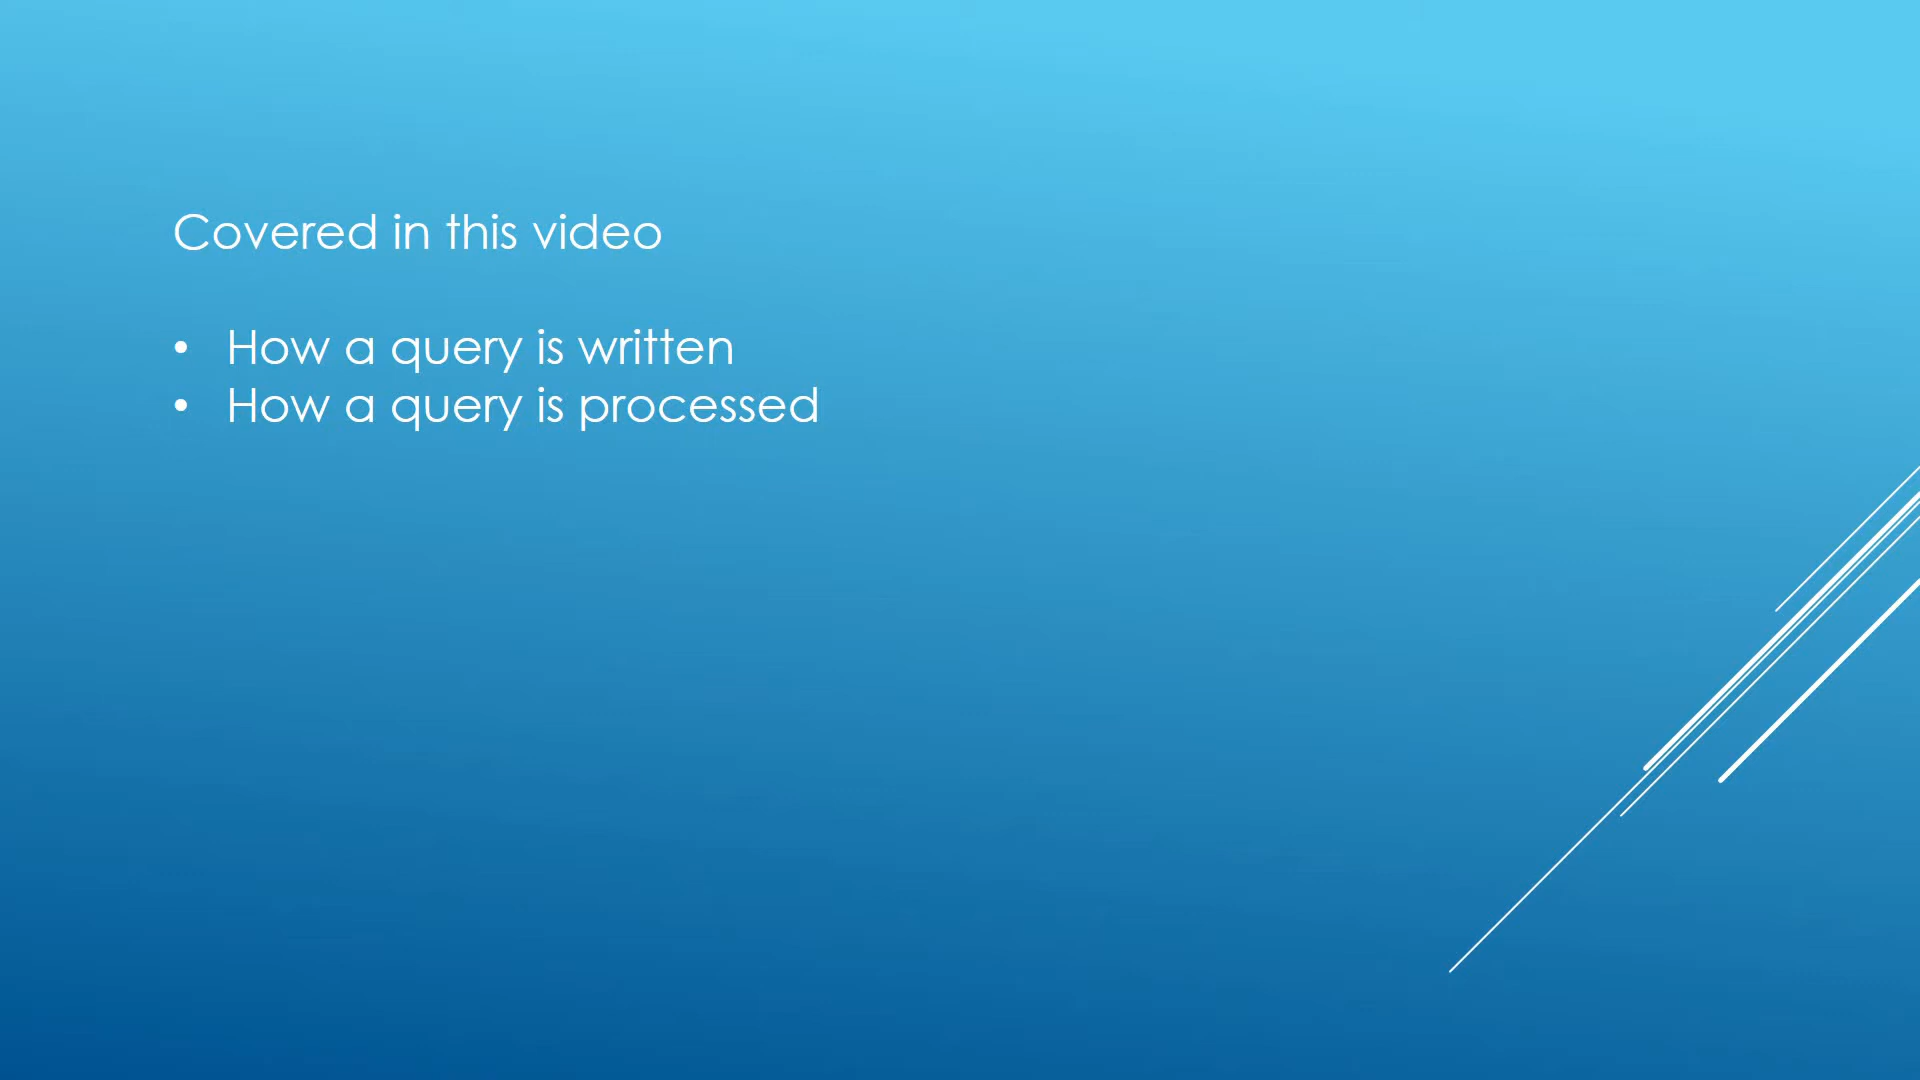 Covered in this video
• How a query is written
• How a query is processed